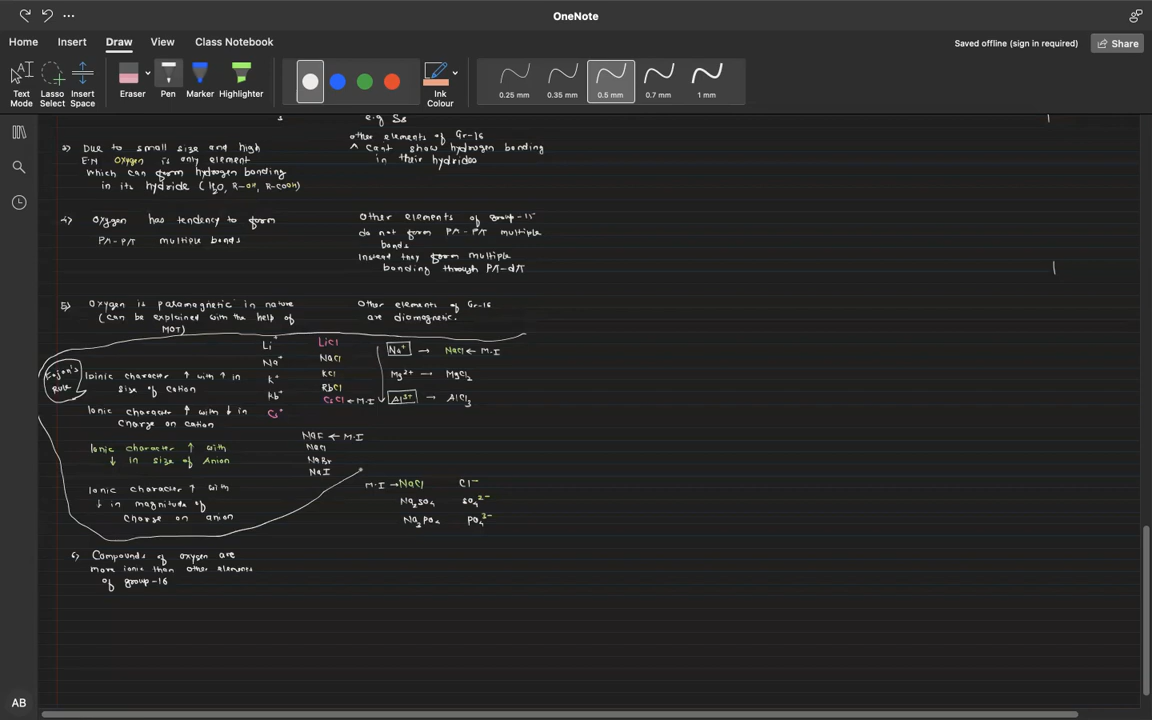 OneNote
Home Insert Draw View Class Notebook
Saved offline (sign in required)
Share
Text Mode
Lasso Select
Insert Space
Eraser
Pen
Marker
Highlighter
Ink Colour
0.25 mm
0.35 mm
0.5 mm
0.7 mm
1 mm
e.g S8
3) Due to small size and high
E.N oxygen is only element
which can form hydrogen bonding
in its hydride (H2O, R-OH, R-COOH)
other elements of Gr-16
^ Cant show hydrogen bonding
in their hydrides
4) Oxygen has tendency to form
Pπ-Pπ multiple bonds
Other elements of group-15
do not form Pπ-Pπ multiple
bonds
Instead they form multiple
bonding through Pπ-dπ
5) Oxygen is paramagnetic in nature
(can be explained with the help of
MOT)
Other elements of Gr-16
are diamagnetic.
Fajan's
Rule
Ioinic character ↑ with ↑ in
size of cation
Ionic character ↑ with ↓ in
Charge on cation
Ionic character ↑ with
↓ in size of Anion
Ionic character ↑ with
↓ in magnitude of
charge on anion
Li+
Na+
K+
Rb+
Cs+
LiCl
NaCl
KCl
RbCl
CsCl ← M.I
Na+ → NaCl ← M.I
Mg2+ → MgCl2
Al3+ → AlCl3
NaF ← M.I
NaCl
NaBr
NaI
M.I → NaCl Cl-
Na2SO4 SO4 2-
Na3PO4 PO4 3-
6) Compounds of oxygen are
more ionic than other elements
of group-16
AB